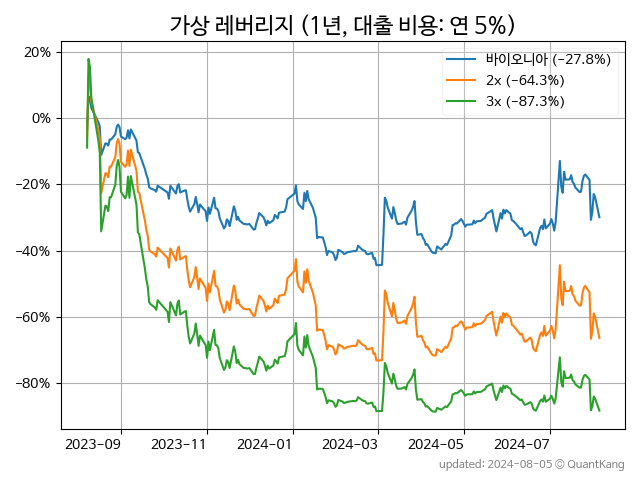 가상 레버리지 (1년, 대출 비용: 연 5%)
바이오니아 (−27.8%)
2x (−64.3%)
3x (−87.3%)
20%
0%
−20%
−40%
−60%
−80%
2023-09 2023-11 2024-01 2024-03 2024-05 2024-07
updated: 2024-08-05 © QuantKang